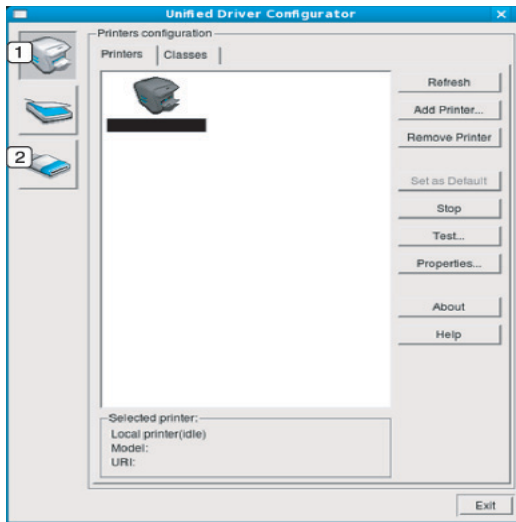 Unified Driver Configurator
1
2
Printers configuration
Printers
Classes
Refresh
Add Printer...
Remove Printer
Set as Default
Stop
Test...
Properties...
About
Help
Selected printer:
Local printer(idle)
Model:
URI:
Exit